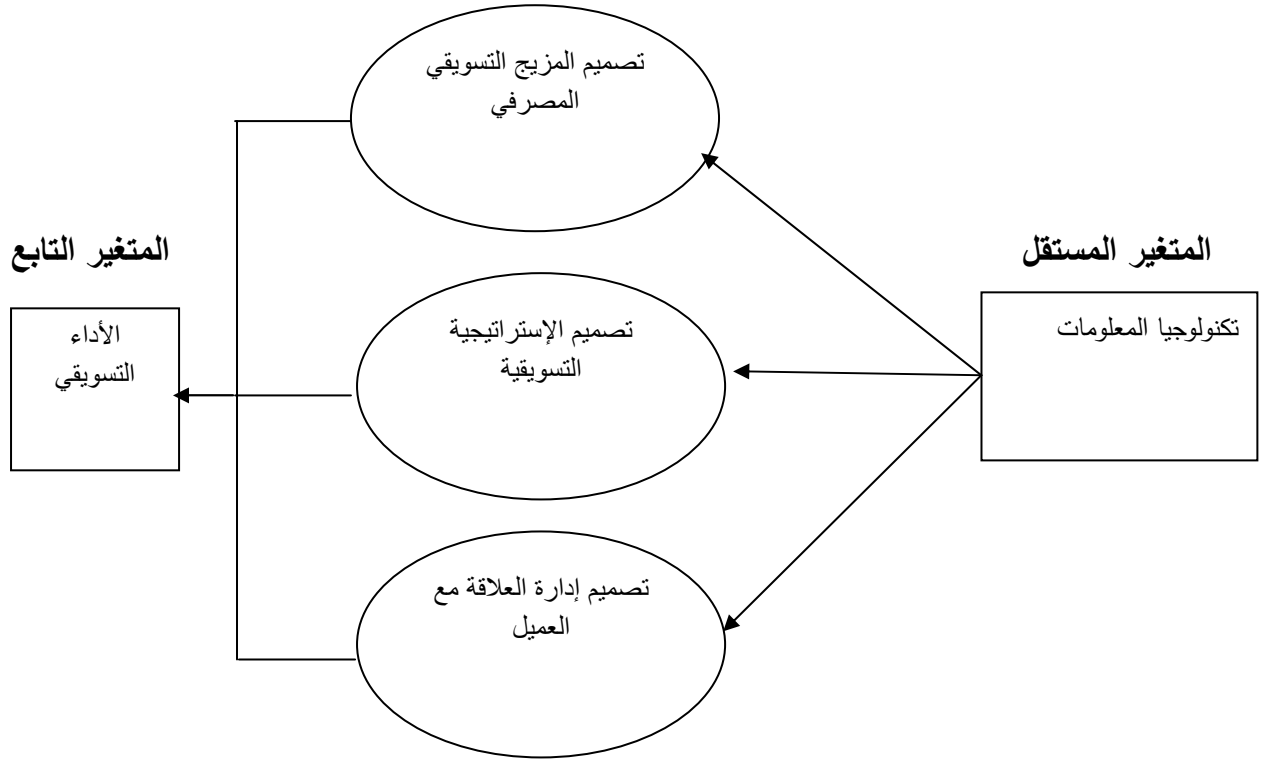 تصميم المزيج التسويقي
المصرفي
المتغير المستقل
المتغير التابع
تكنولوجيا المعلومات
تصميم الإستراتيجية
التسويقية
الأداء
التسويقي
تصميم إدارة العلاقة مع
العميل